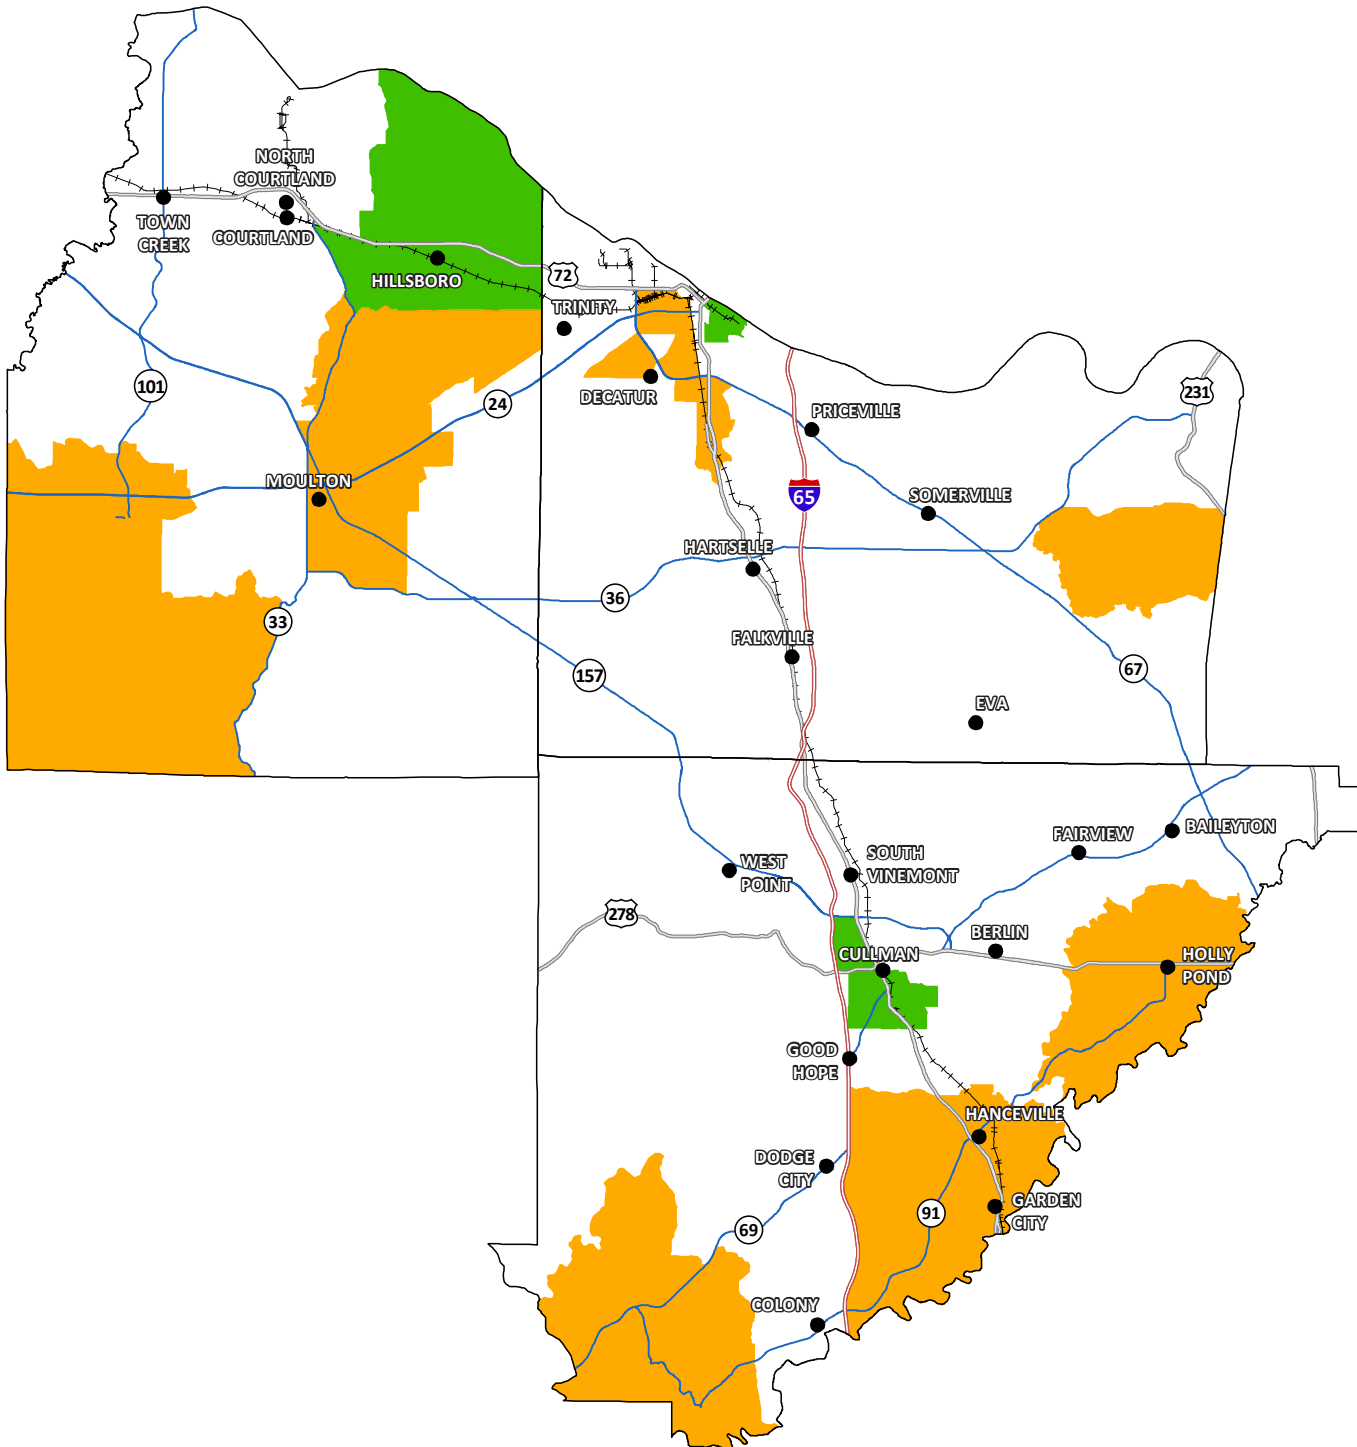 NORTH
COURTLAND
TOWN
CREEK
COURTLAND
HILLSBORO
72
TRINITY
DECATUR
101
24
231
PRICEVILLE
MOULTON
65
SOMERVILLE
HARTSELLE
36
33
FALKVILLE
157
67
EVA
BAILEYTON
FAIRVIEW
WEST
POINT
SOUTH
VINEMONT
278
BERLIN
CULLMAN
HOLLY
POND
GOOD
HOPE
HANCEVILLE
DODGE
CITY
GARDEN
CITY
91
69
COLONY